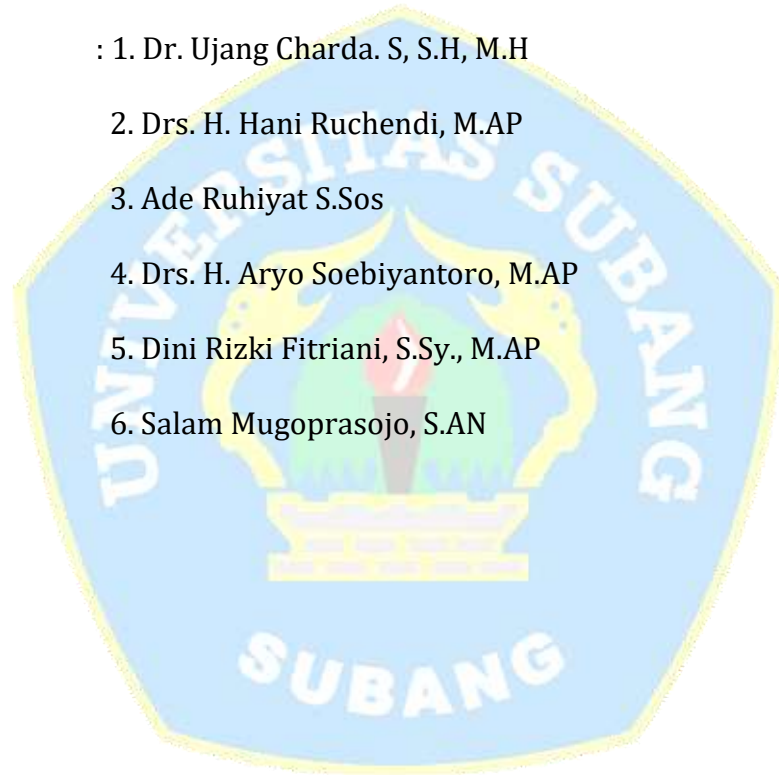 : 1. Dr. Ujang Charda. S, S.H, M.H
2. Drs. H. Hani Ruchendi, M.AP
3. Ade Ruhiyat S.Sos
4. Drs. H. Aryo Soebiyantoro, M.AP
5. Dini Rizki Fitriani, S.Sy., M.AP
6. Salam Mugoprasojo, S.AN
UNIVERSITAS SUBANG
SUBANG